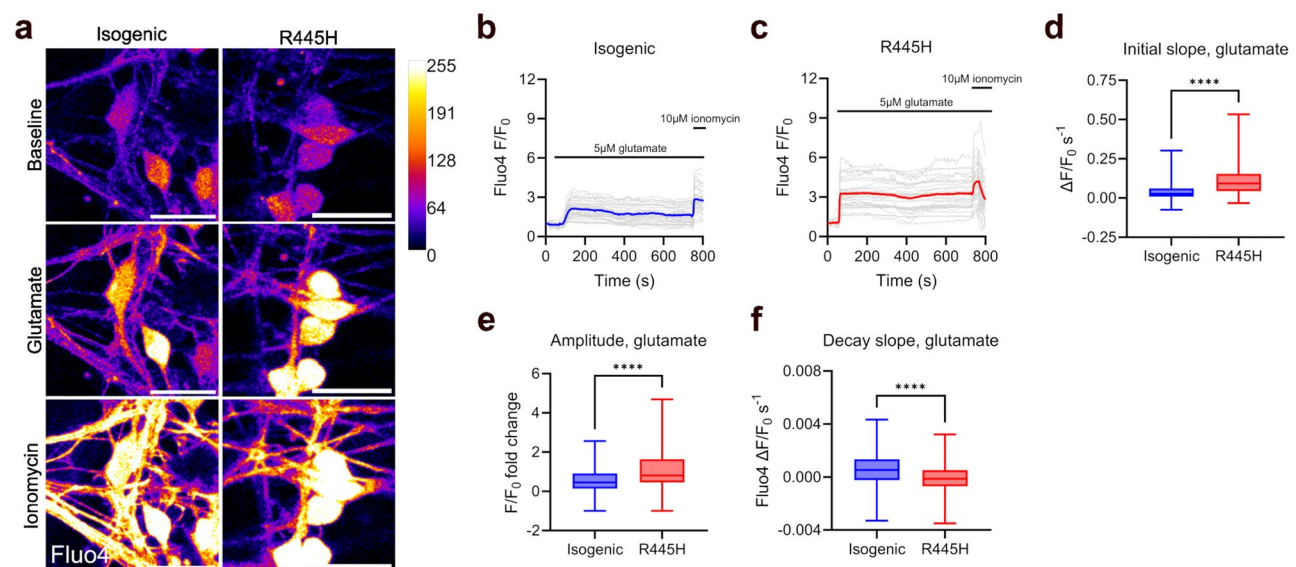 a
Isogenic
R445H
Baseline
Glutamate
Ionomycin
Fluo4
255
191
128
64
0
b
Isogenic
Fluo4 F/F₀
12
9
6
3
0
10µM ionomycin
5µM glutamate
0 200 400 600 800
Time (s)
c
R445H
Fluo4 F/F₀
12
9
6
3
0
10µM ionomycin
5µM glutamate
0 200 400 600 800
Time (s)
d
Initial slope, glutamate
ΔF/F₀ s⁻¹
0.75
0.50
0.25
0.00
-0.25
****
Isogenic R445H
e
Amplitude, glutamate
F/F₀ fold change
6
4
2
0
-2
****
Isogenic R445H
f
Decay slope, glutamate
Fluo4 ΔF/F₀ s⁻¹
0.008
0.004
0.000
-0.004
****
Isogenic R445H